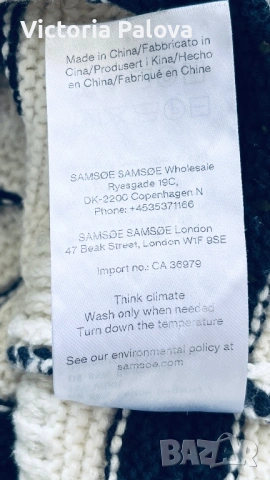 Victoria Palova
Made in China/Fabbricato in
Cina/Produsert i Kina/Hecho
en China/Fabriqué en Chine
SAMSØE SAMSØE Wholesale
Ryesgade 19C,
DK-2200 Copenhagen N
Phone: +4535371166
SAMSØE SAMSØE London
47 Beak Street, London W1F 9SE
Import no.: CA 36979
Think climate
Wash only when needed
Turn down the temperature
See our environmental policy at
samsoe.com
BAZAR